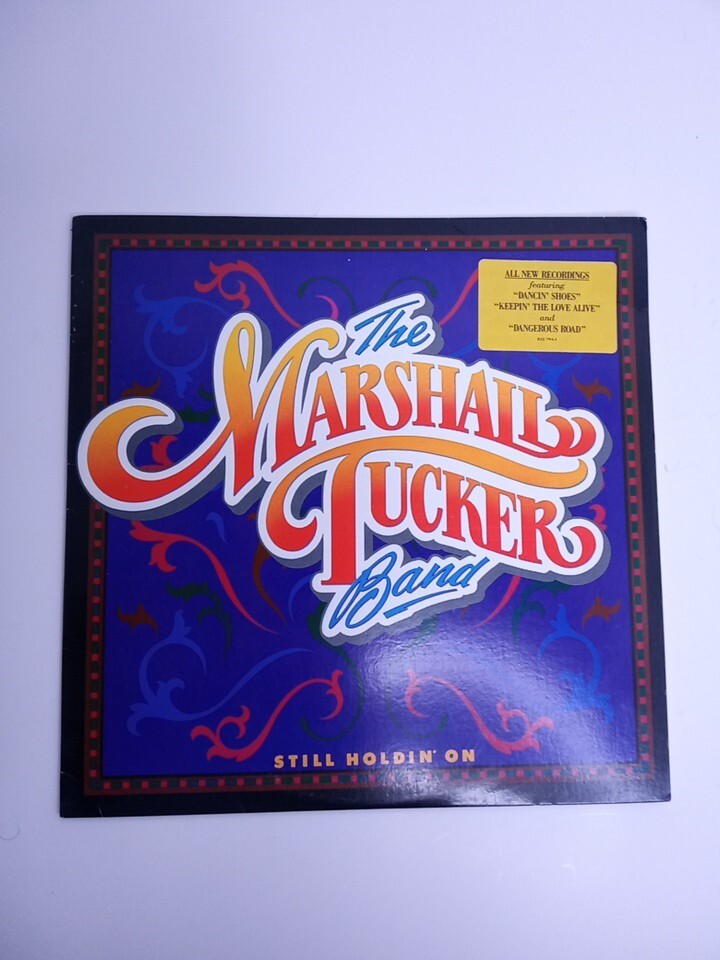 The
MARSHALL
TUCKER
Band
ALL NEW RECORDINGS
featuring
"DANCIN' SHOES"
"KEEPIN' THE LOVE ALIVE"
and
"DANGEROUS ROAD"
STILL HOLDIN' ON